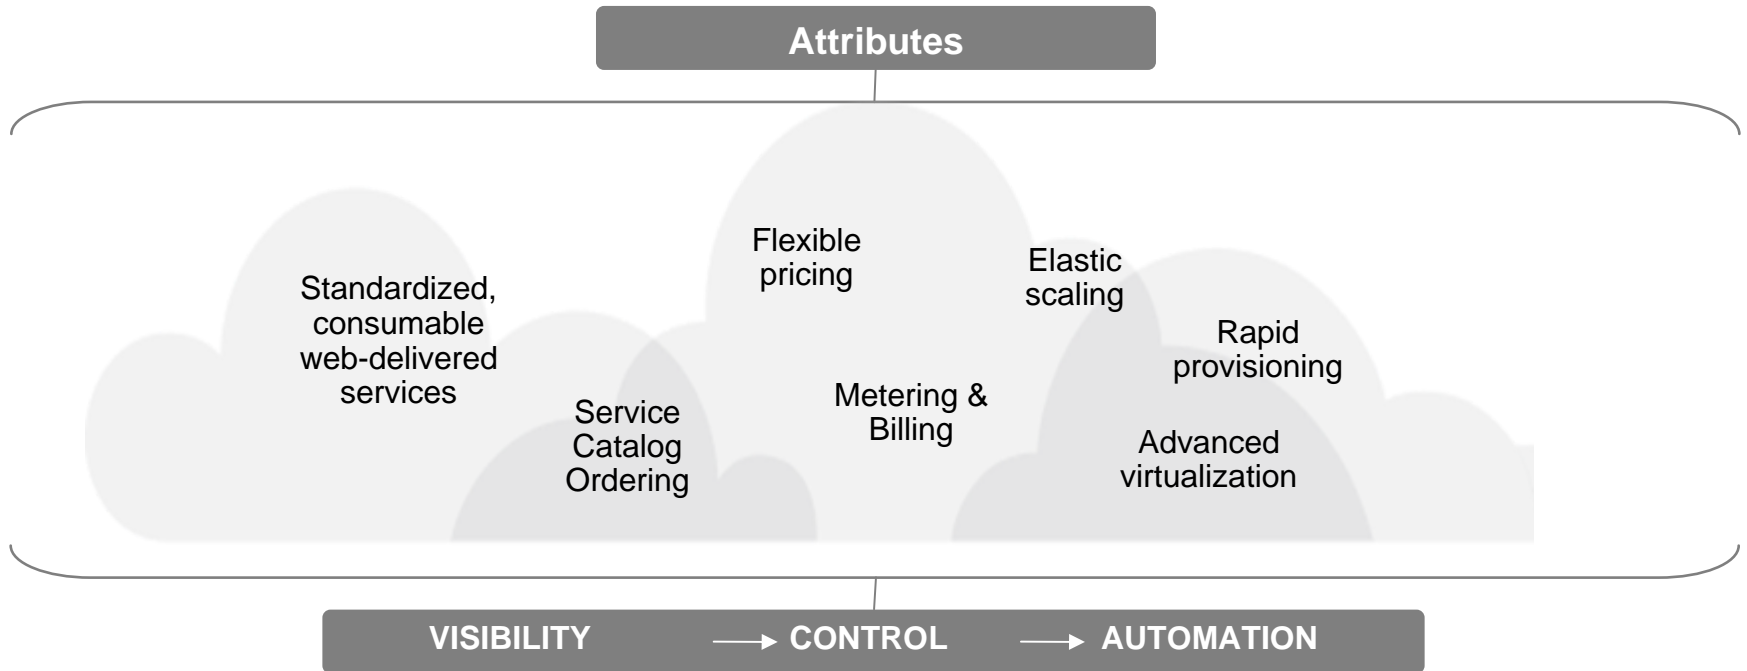 Attributes
Standardized,
consumable
web-delivered
services
Service
Catalog
Ordering
Flexible
pricing
Metering &
Billing
Elastic
scaling
Rapid
provisioning
Advanced
virtualization
VISIBILITY → CONTROL → AUTOMATION